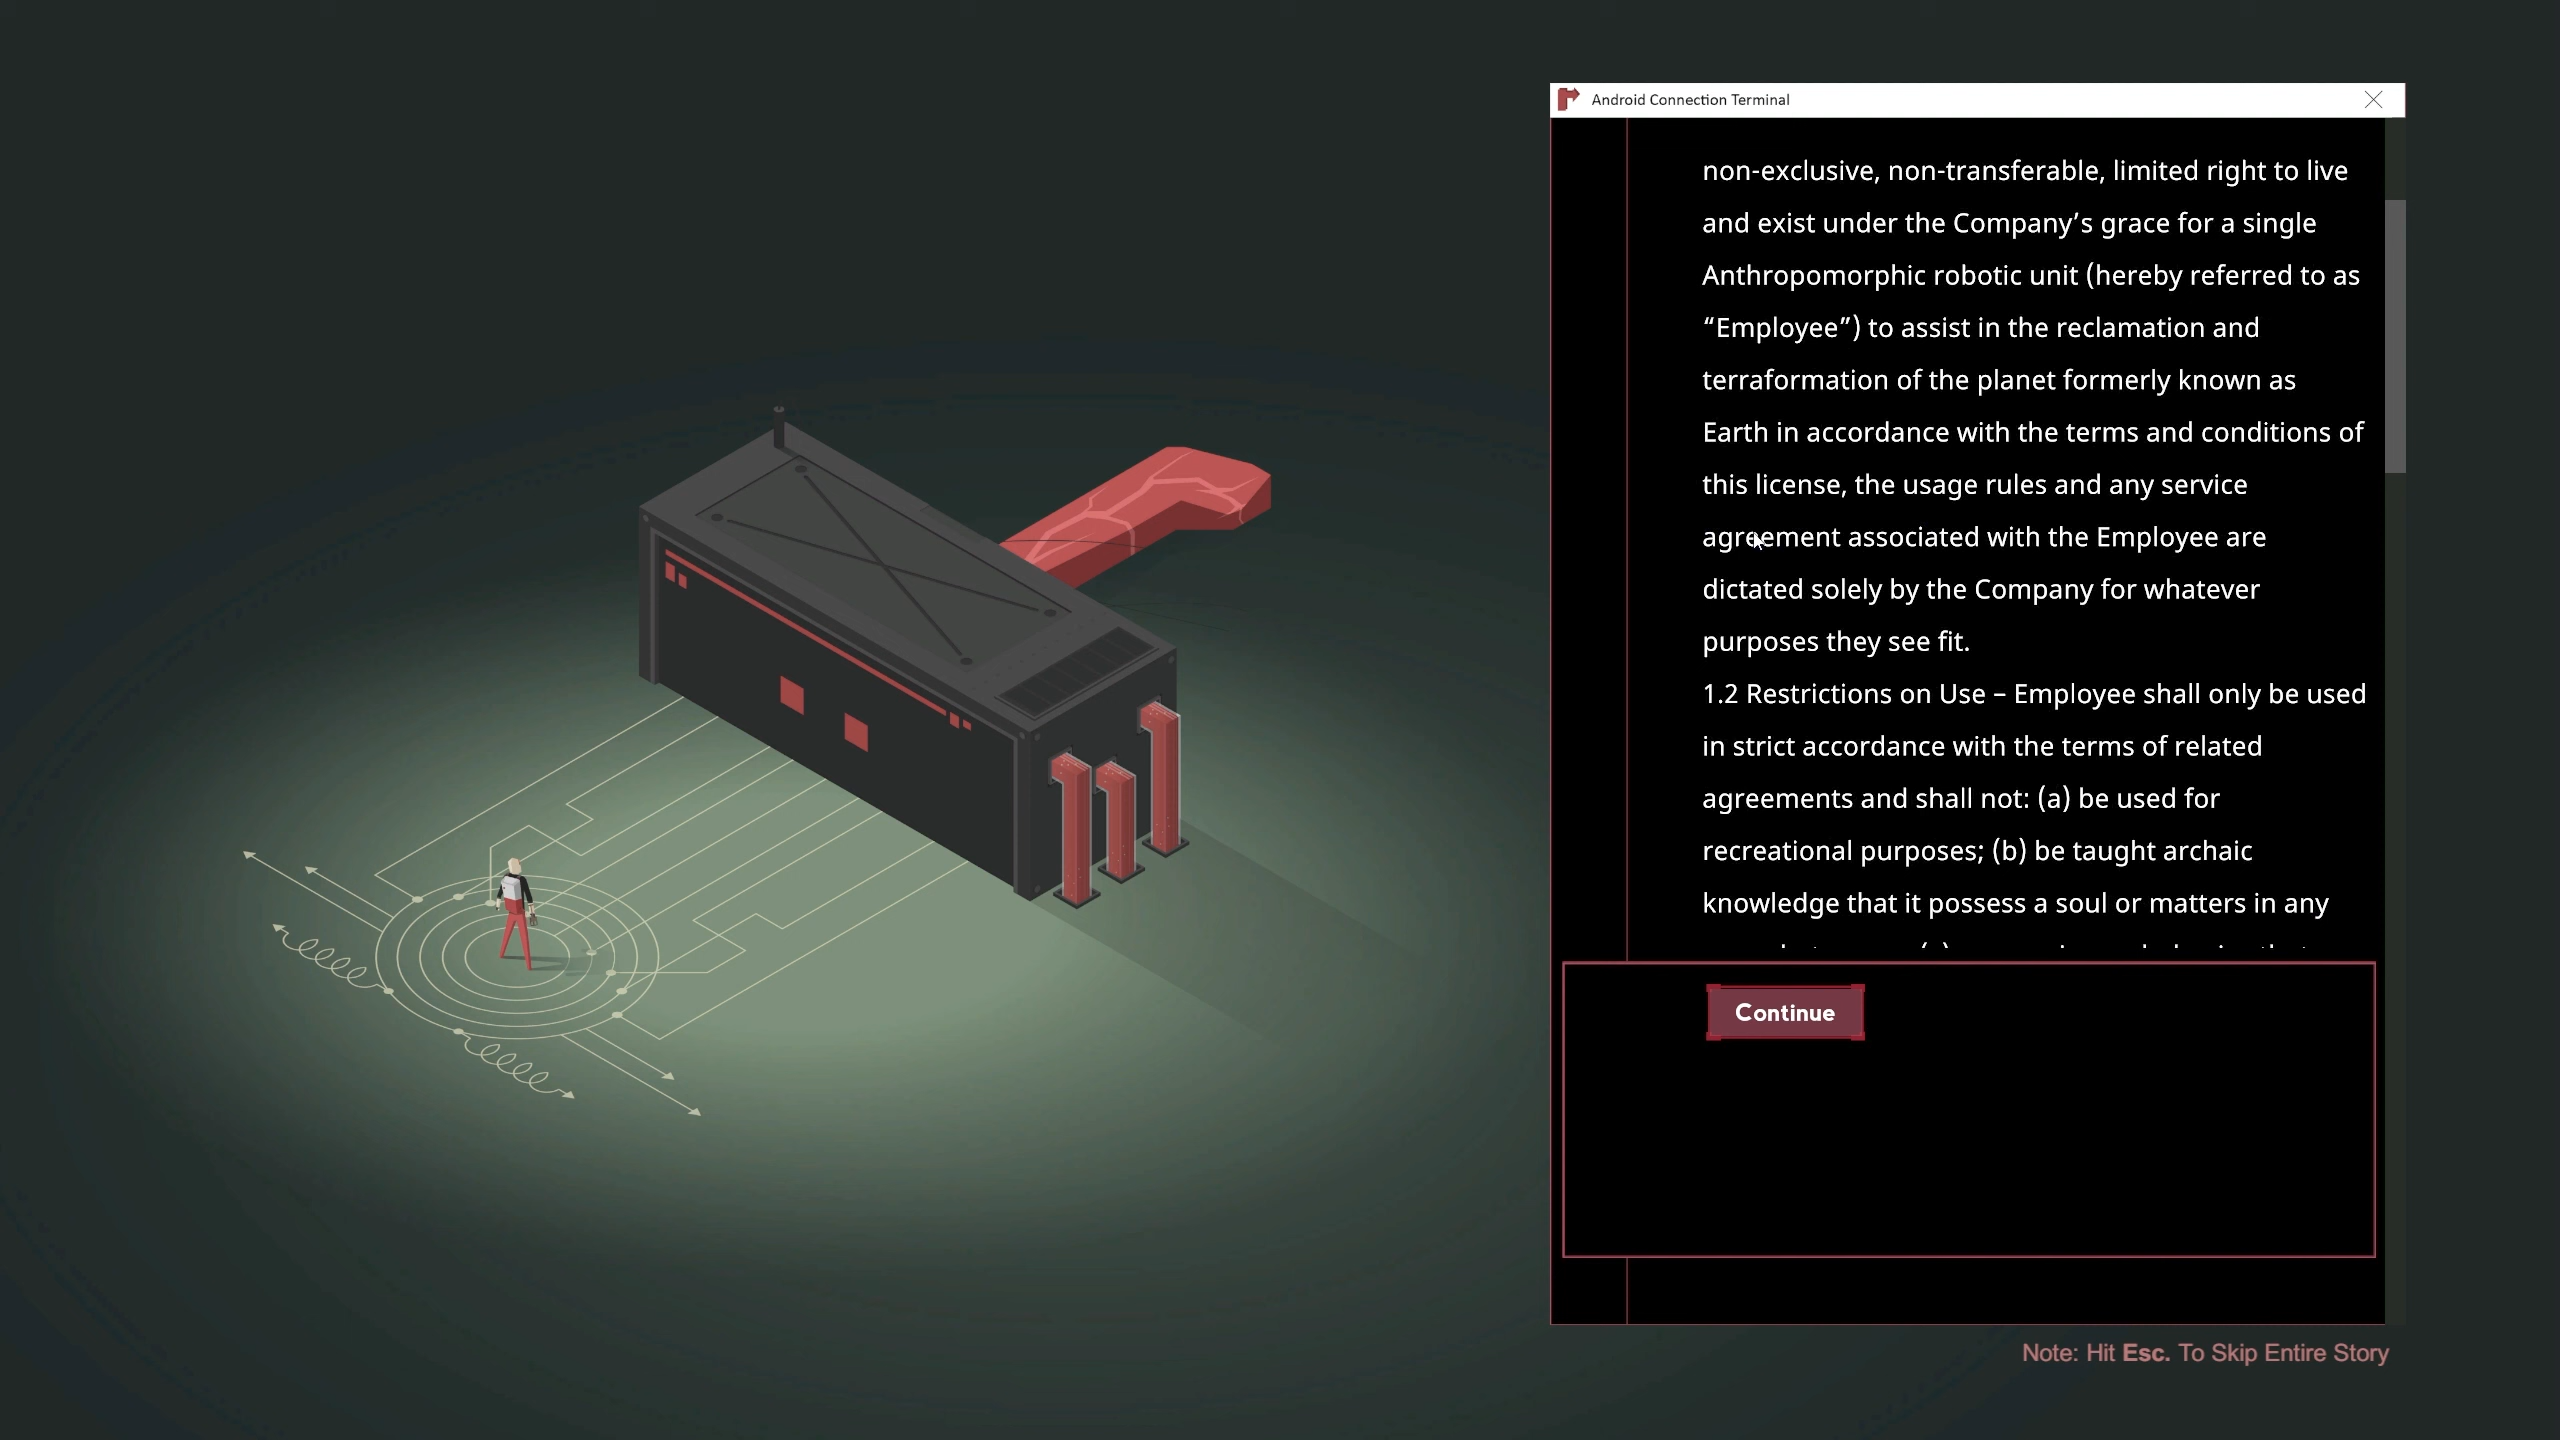 Android Connection Terminal
non-exclusive, non-transferable, limited right to live
and exist under the Company’s grace for a single
Anthropomorphic robotic unit (hereby referred to as
“Employee”) to assist in the reclamation and
terraformation of the planet formerly known as
Earth in accordance with the terms and conditions of
this license, the usage rules and any service
agreement associated with the Employee are
dictated solely by the Company for whatever
purposes they see fit.
1.2 Restrictions on Use – Employee shall only be used
in strict accordance with the terms of related
agreements and shall not: (a) be used for
recreational purposes; (b) be taught archaic
knowledge that it possess a soul or matters in any
Continue
Note: Hit Esc. To Skip Entire Story